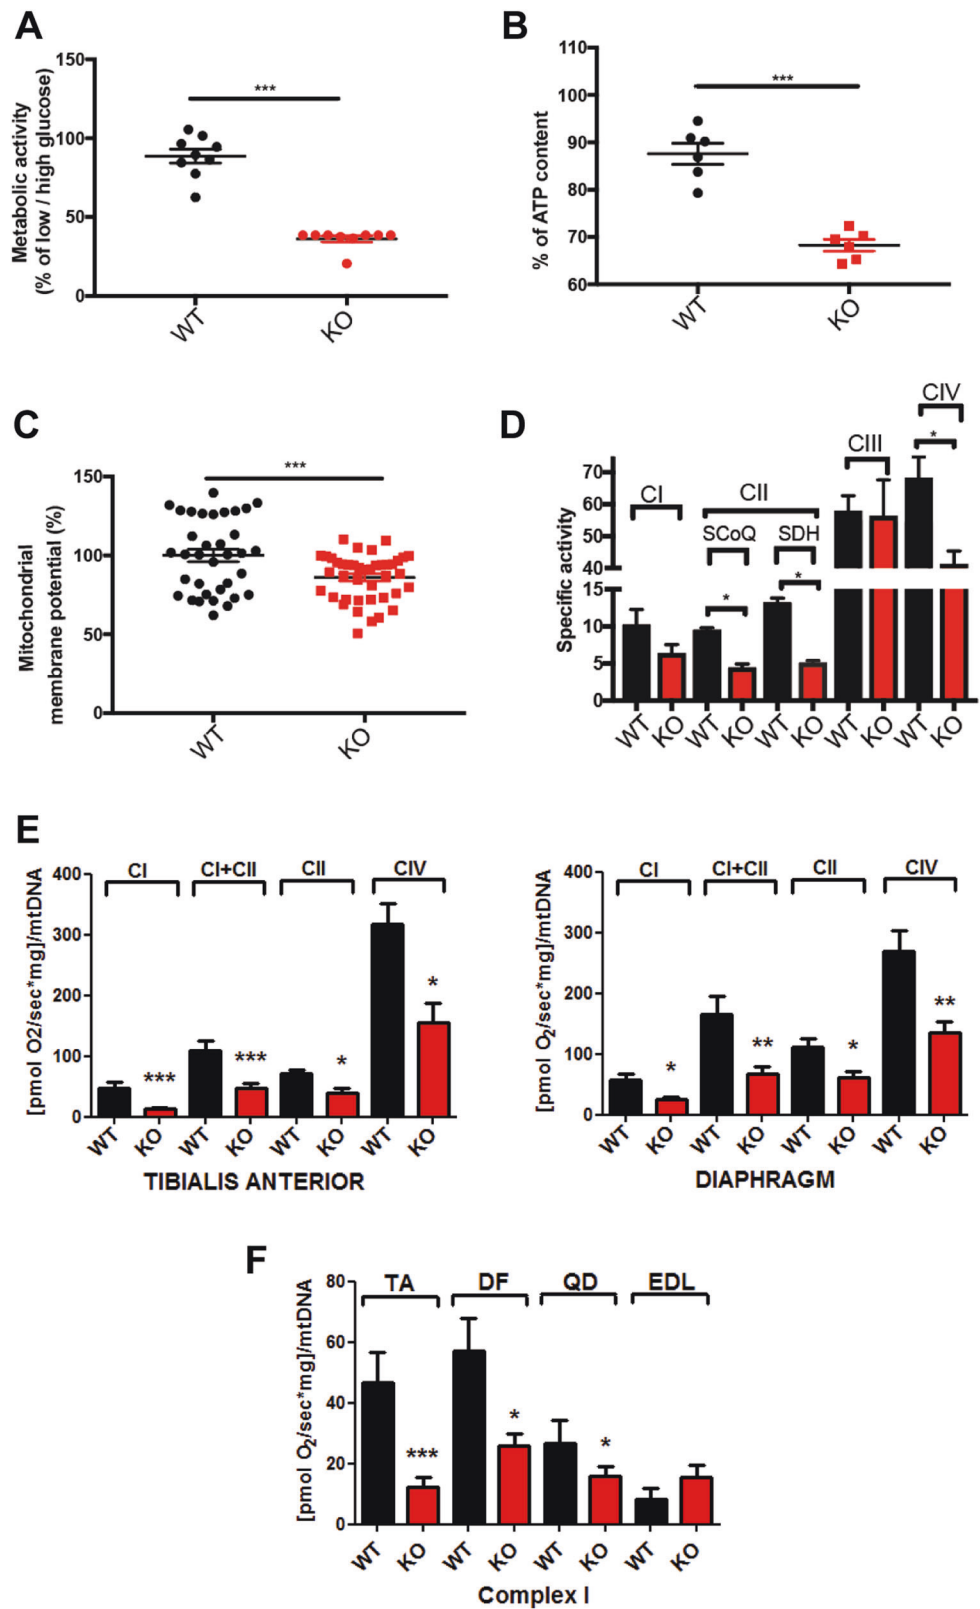 A
Metabolic activity
(% of low / high glucose)
150
100
50
0
***
WT
KO
B
% of ATP content
110
100
90
80
70
60
***
WT
KO
C
Mitochondrial
membrane potential (%)
150
100
50
0
***
WT
KO
D
Specific activity
70
60
50
40
15
10
5
0
CI
CII
SCoQ
SDH
CIII
CIV
*
*
*
WT KO WT KO WT KO WT KO WT KO
E
[pmol O2/sec*mg]/mtDNA
400
300
200
100
0
CI CI+CII CII CIV
*** *** * *
WT KO WT KO WT KO WT KO
TIBIALIS ANTERIOR
[pmol O2/sec*mg]/mtDNA
400
300
200
100
0
CI CI+CII CII CIV
* ** * **
WT KO WT KO WT KO WT KO
DIAPHRAGM
F
[pmol O2/sec*mg]/mtDNA
80
60
40
20
0
TA DF QD EDL
*** * *
WT KO WT KO WT KO WT KO
Complex I